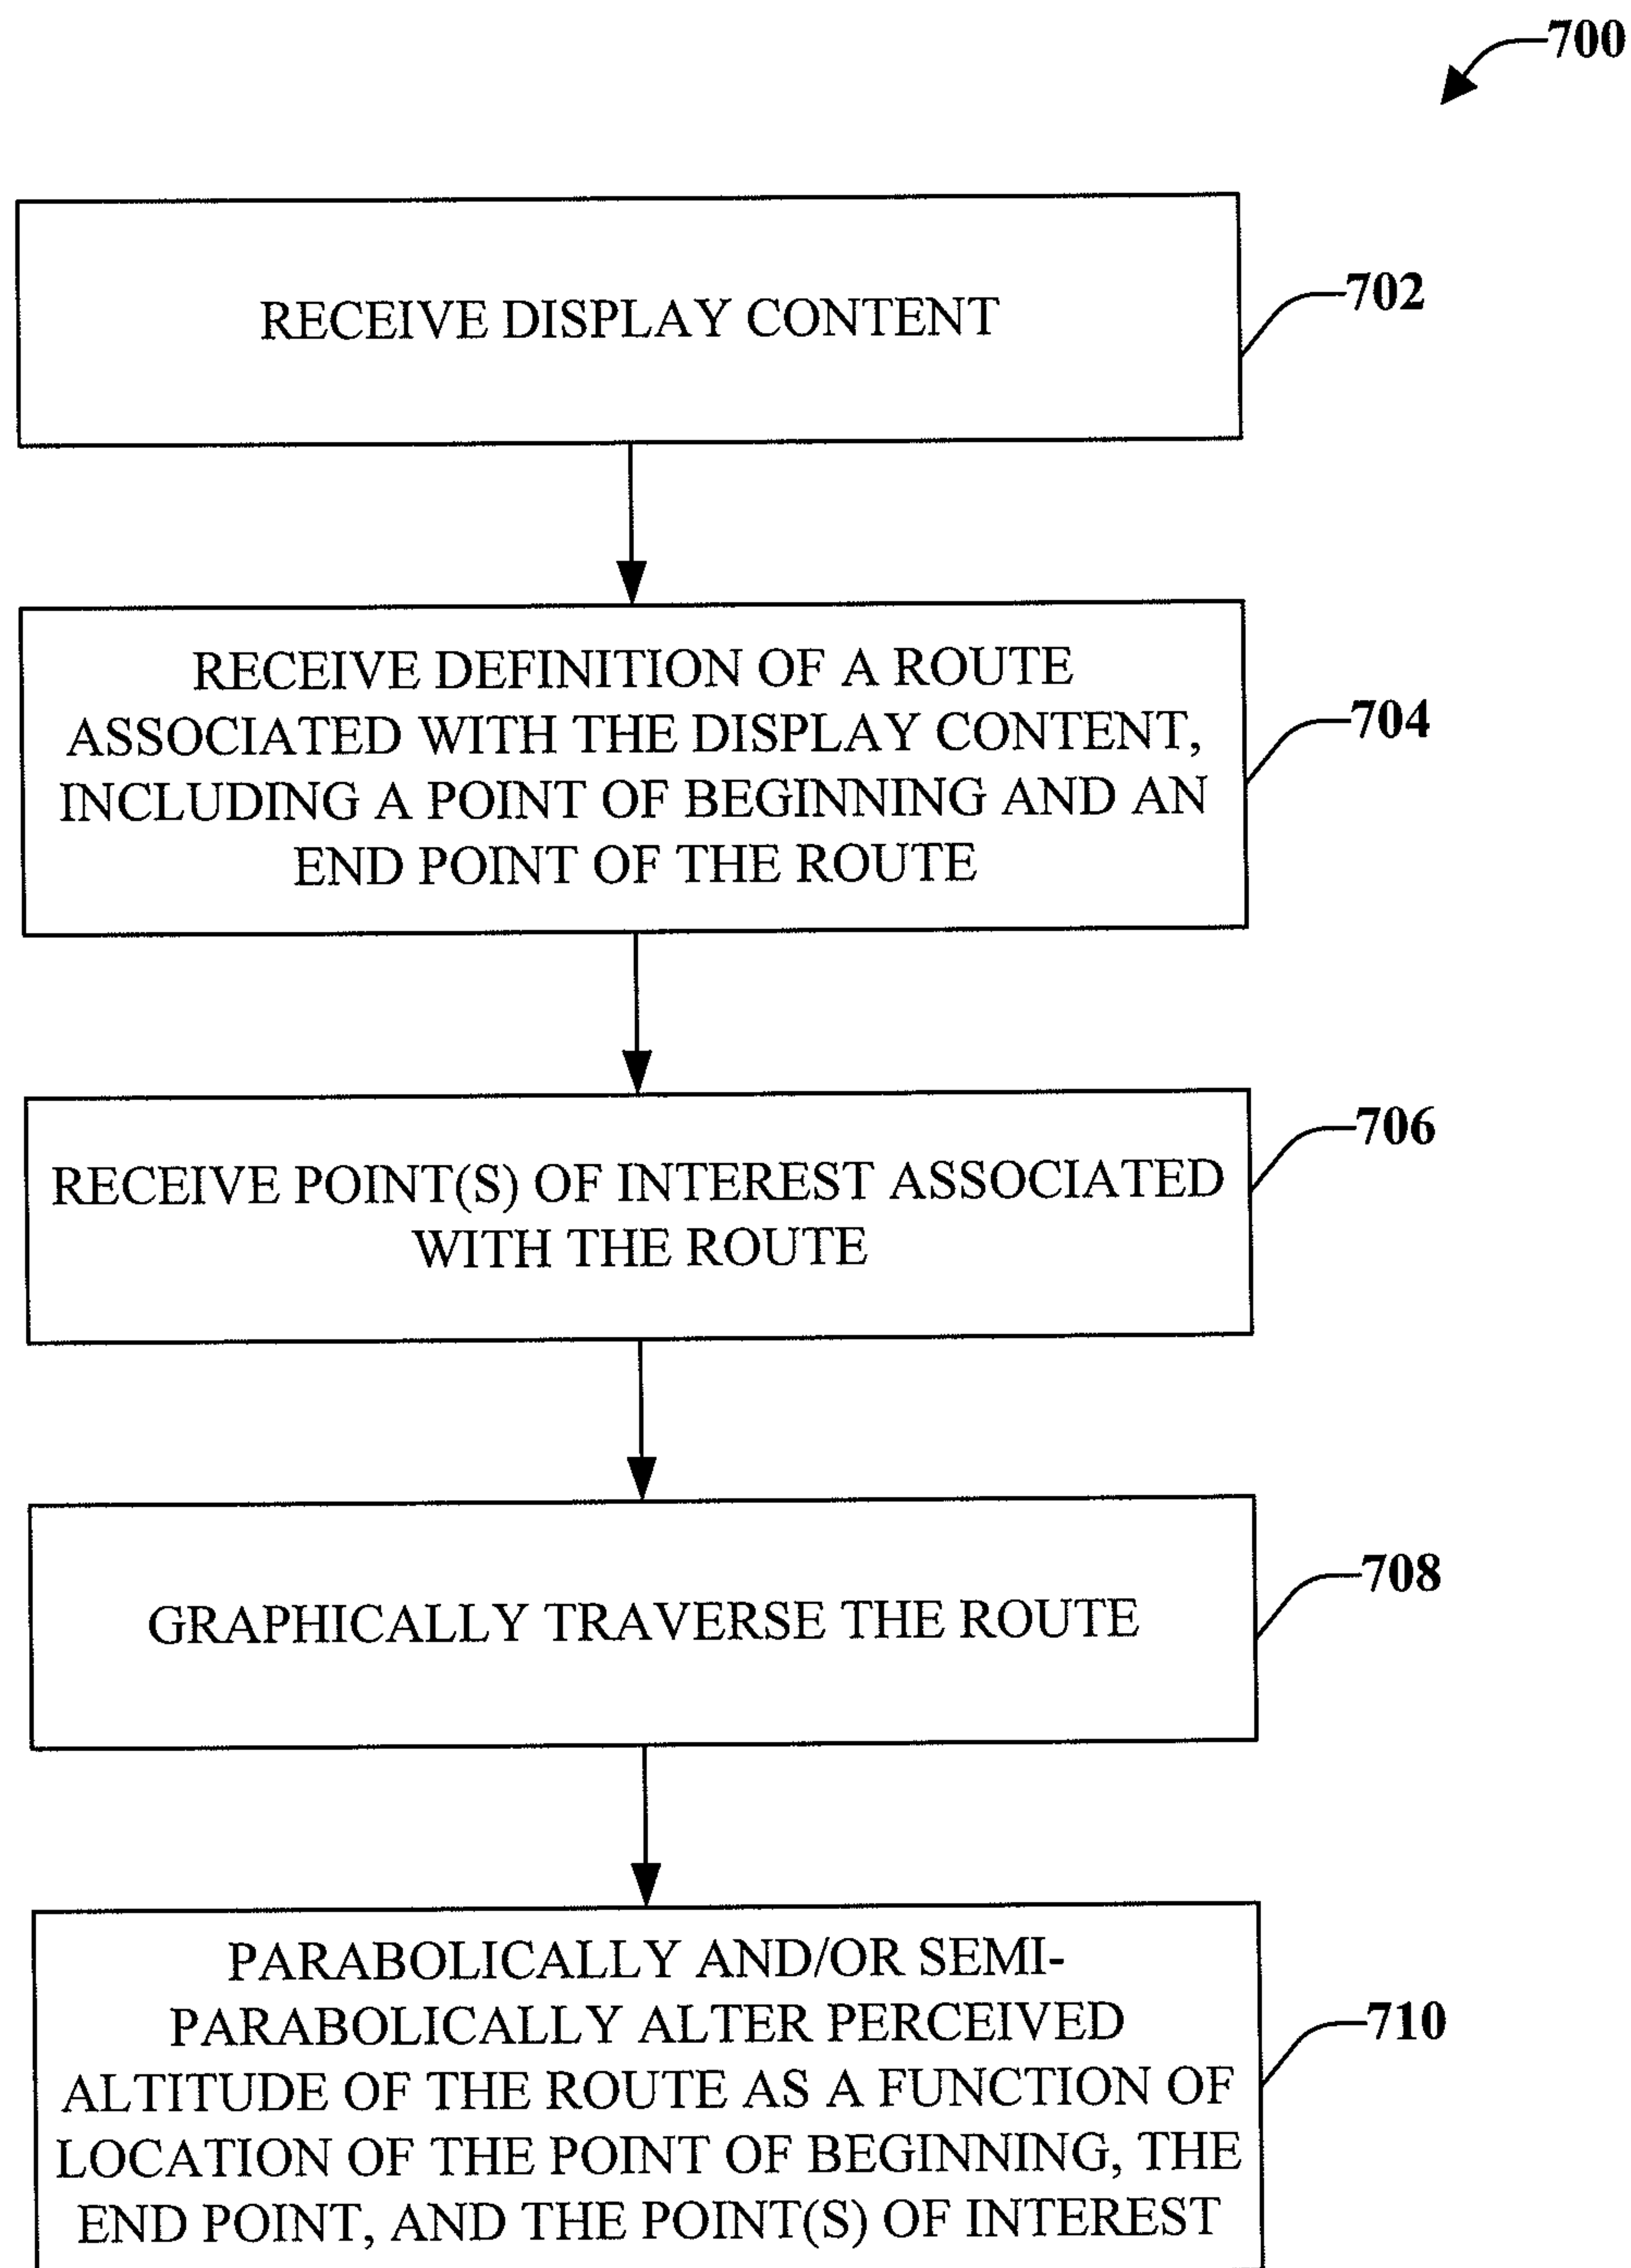 700
RECEIVE DISPLAY CONTENT
702
RECEIVE DEFINITION OF A ROUTE
ASSOCIATED WITH THE DISPLAY CONTENT,
INCLUDING A POINT OF BEGINNING AND AN
END POINT OF THE ROUTE
704
RECEIVE POINT(S) OF INTEREST ASSOCIATED
WITH THE ROUTE
706
GRAPHICALLY TRAVERSE THE ROUTE
708
PARABOLICALLY AND/OR SEMI-
PARABOLICALLY ALTER PERCEIVED
ALTITUDE OF THE ROUTE AS A FUNCTION OF
LOCATION OF THE POINT OF BEGINNING, THE
END POINT, AND THE POINT(S) OF INTEREST
710